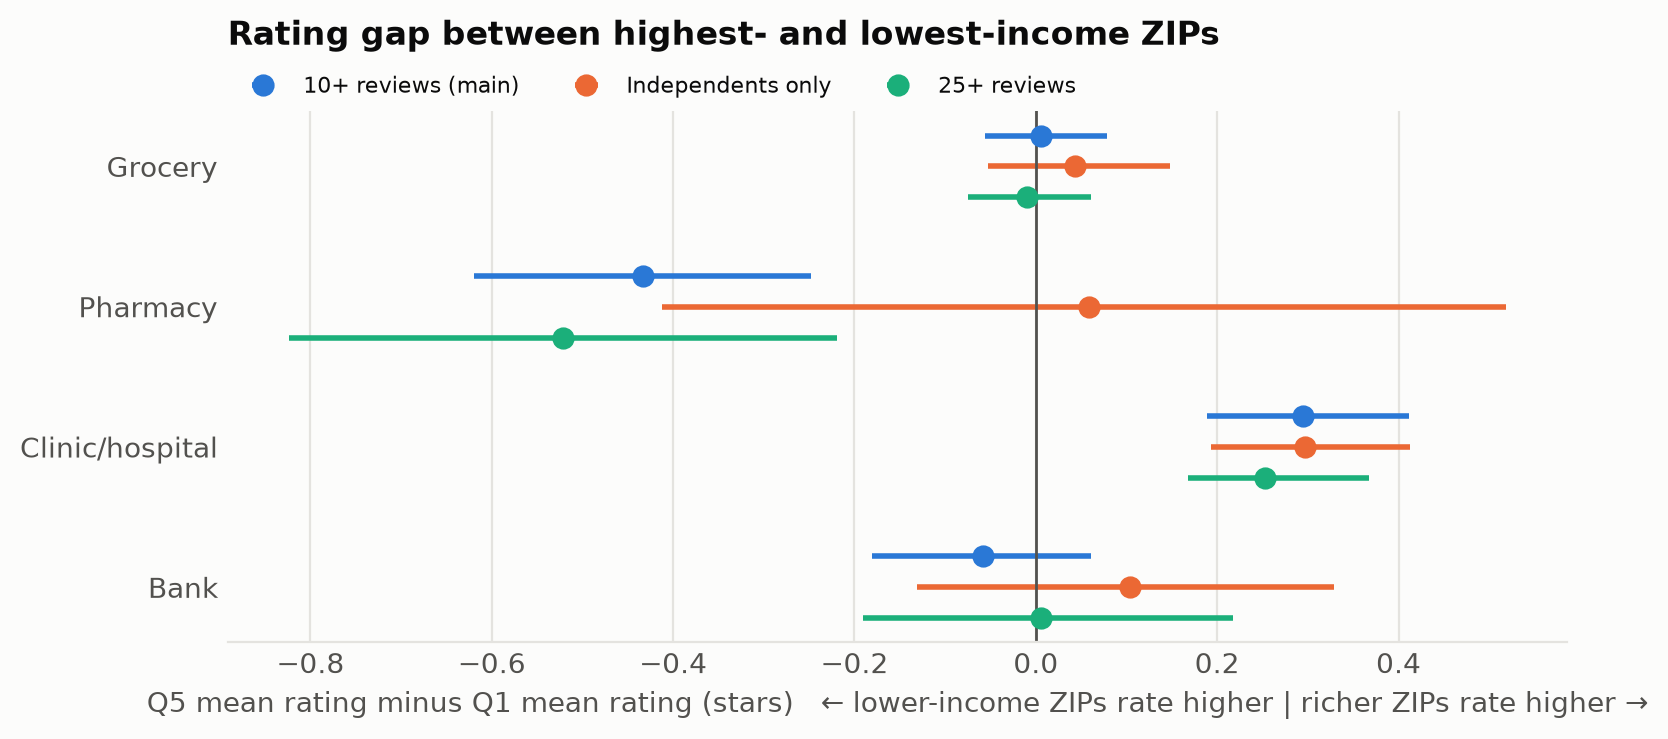 Rating gap between highest- and lowest-income ZIPs
10+ reviews (main) Independents only 25+ reviews
Grocery
Pharmacy
Clinic/hospital
Bank
−0.8 −0.6 −0.4 −0.2 0.0 0.2 0.4
Q5 mean rating minus Q1 mean rating (stars) ← lower-income ZIPs rate higher | richer ZIPs rate higher →